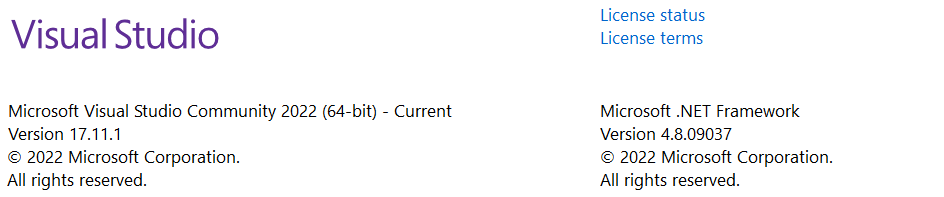 Visual Studio
License status
License terms
Microsoft Visual Studio Community 2022 (64-bit) - Current
Version 17.11.1
© 2022 Microsoft Corporation.
All rights reserved.
Microsoft .NET Framework
Version 4.8.09037
© 2022 Microsoft Corporation.
All rights reserved.